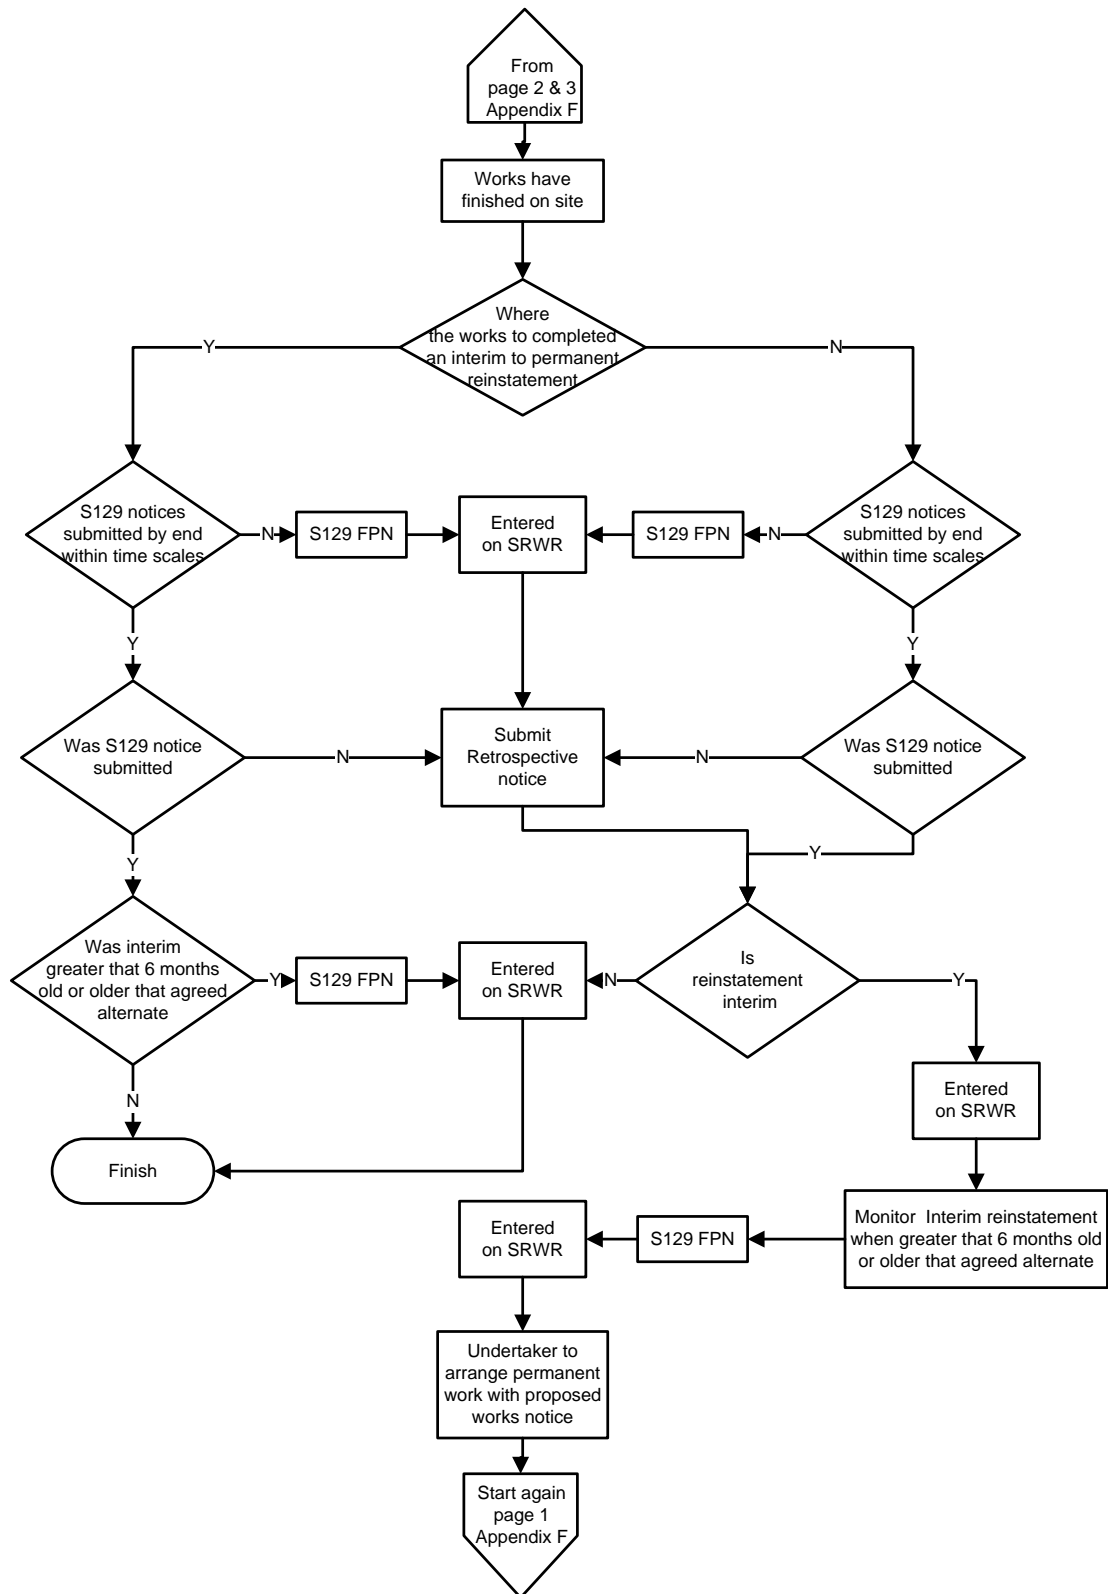 From
page 2 & 3
Appendix F
Works have
finished on site
Where
the works to completed
an interim to permanent
reinstatement
Y
N
S129 notices
submitted by end
within time scales
N
S129 FPN
Entered
on SRWR
S129 FPN
N
S129 notices
submitted by end
within time scales
Y
Y
Was S129 notice
submitted
N
Submit
Retrospective
notice
N
Was S129 notice
submitted
Y
Y
Was interim
greater that 6 months
old or older that agreed
alternate
Y
S129 FPN
Entered
on SRWR
N
Is
reinstatement
interim
Y
N
Entered
on SRWR
Finish
Monitor Interim reinstatement
when greater that 6 months old
or older that agreed alternate
S129 FPN
Entered
on SRWR
Undertaker to
arrange permanent
work with proposed
works notice
Start again
page 1
Appendix F